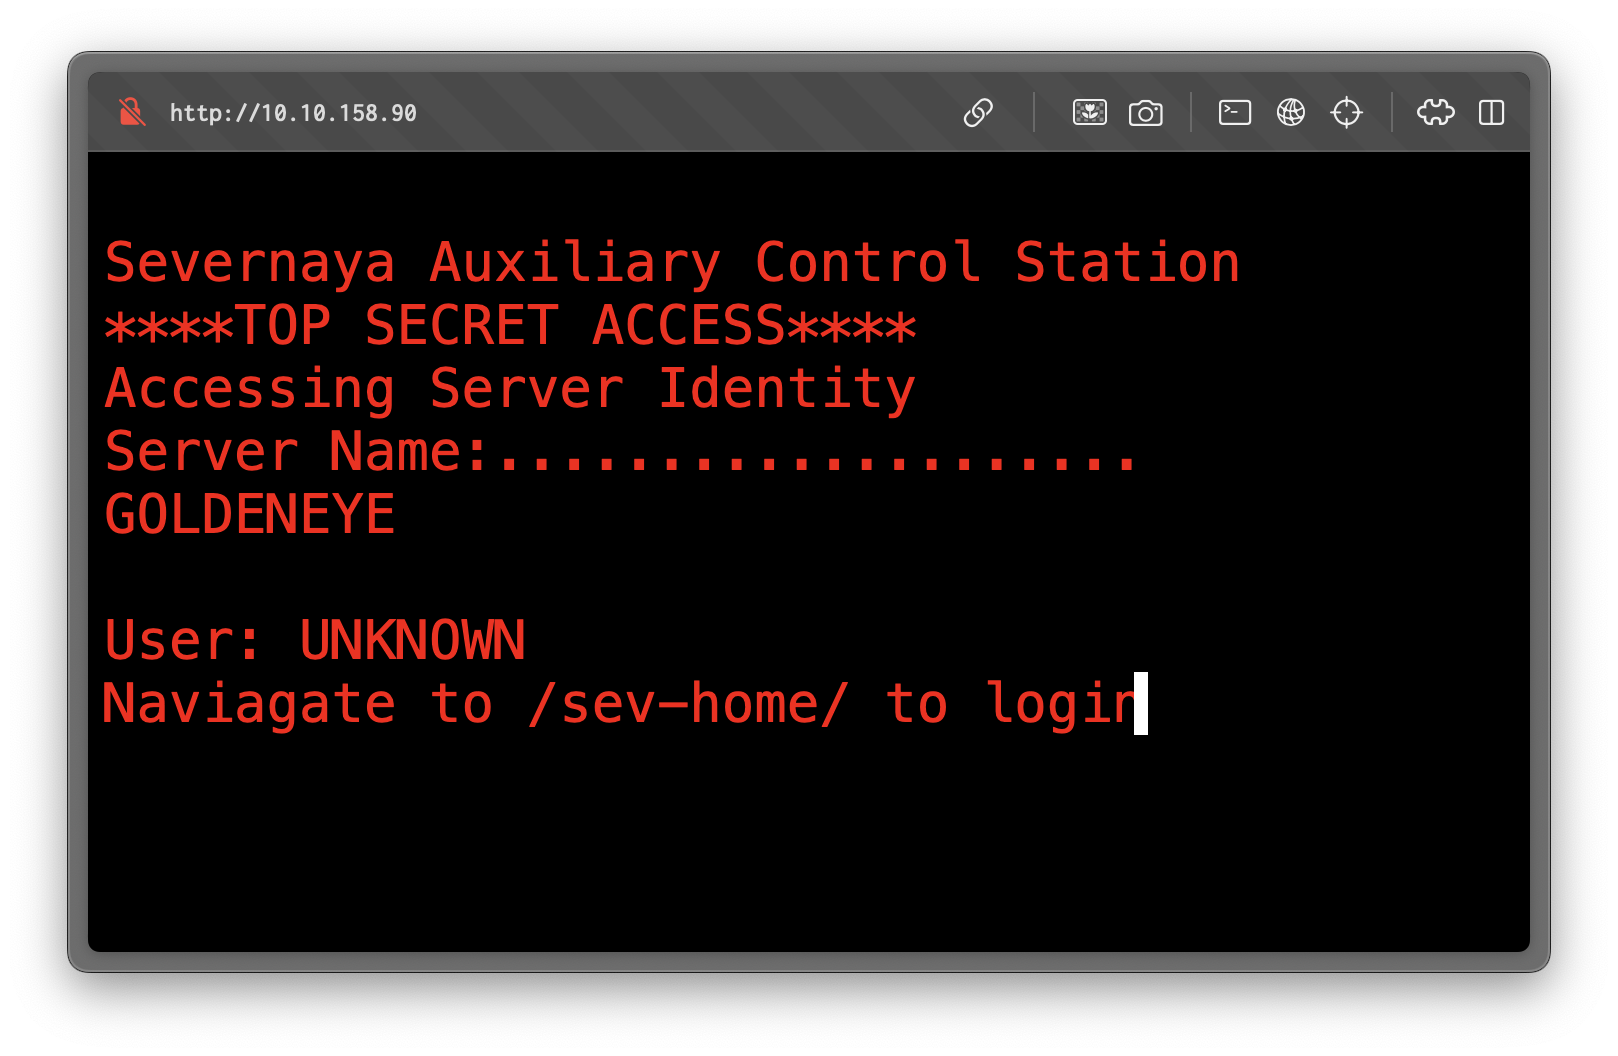 http://10.10.158.90
Severnaya Auxiliary Control Station
****TOP SECRET ACCESS****
Accessing Server Identity
Server Name:....................
GOLDENEYE
User: UNKNOWN
Naviagate to /sev-home/ to login